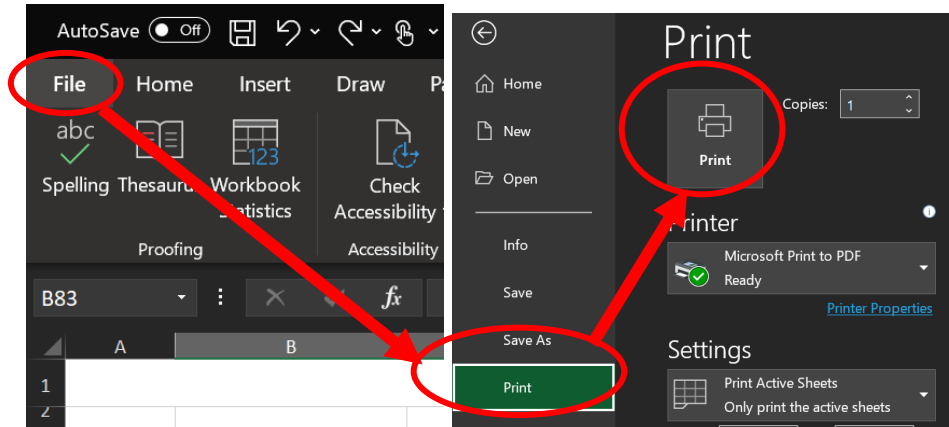 AutoSave Off
File Home Insert Draw
abc
123
Spelling Thesaurus Workbook Statistics Check Accessibility
Proofing Accessibility
B83 fx
A B
1
2
Home
New
Open
Info
Save
Save As
Print
Print
Copies: 1
Print
Printer
Microsoft Print to PDF
Ready
Printer Properties
Settings
Print Active Sheets
Only print the active sheets